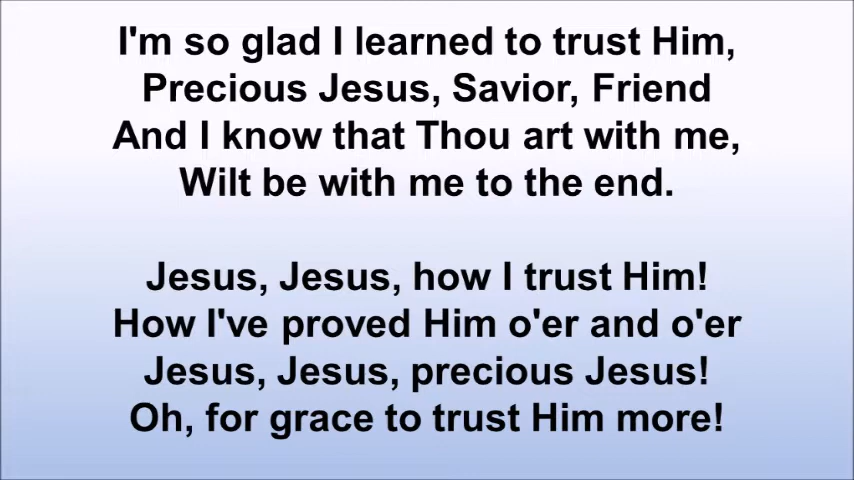 I'm so glad I learned to trust Him,
Precious Jesus, Savior, Friend
And I know that Thou art with me,
Wilt be with me to the end.
Jesus, Jesus, how I trust Him!
How I've proved Him o'er and o'er
Jesus, Jesus, precious Jesus!
Oh, for grace to trust Him more!